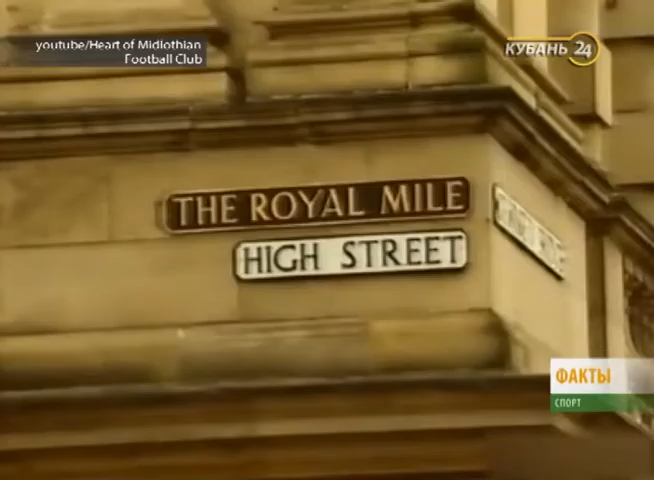 youtube/Heart of Midlothian
Football Club
КУБАНЬ 24
THE ROYAL MILE
HIGH STREET
ФАКТЫ
СПОРТ